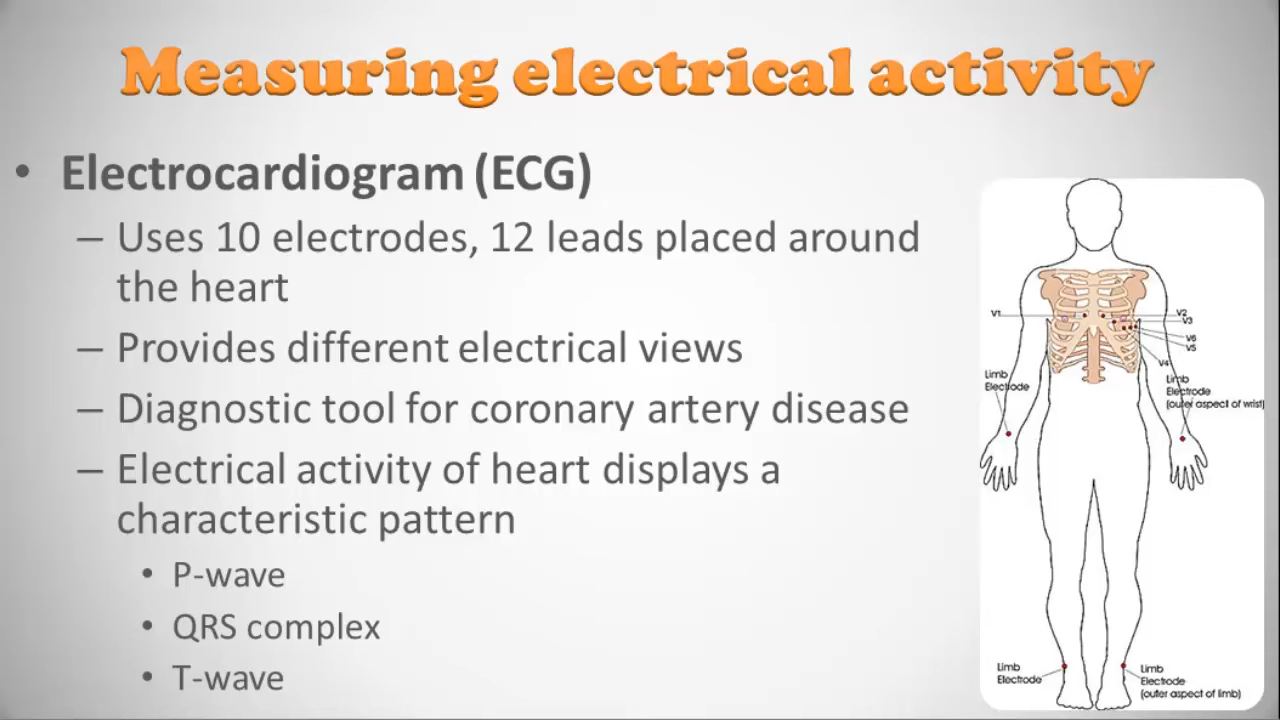 Measuring electrical activity
• Electrocardiogram (ECG)
– Uses 10 electrodes, 12 leads placed around
the heart
– Provides different electrical views
– Diagnostic tool for coronary artery disease
– Electrical activity of heart displays a
characteristic pattern
• P-wave
• QRS complex
• T-wave
V1
V2
V3
V6
V5
V4
Limb
Electrode
Limb
Electrode
(outer aspect of wrist)
Limb
Electrode
Limb
Electrode
(outer aspect of limb)